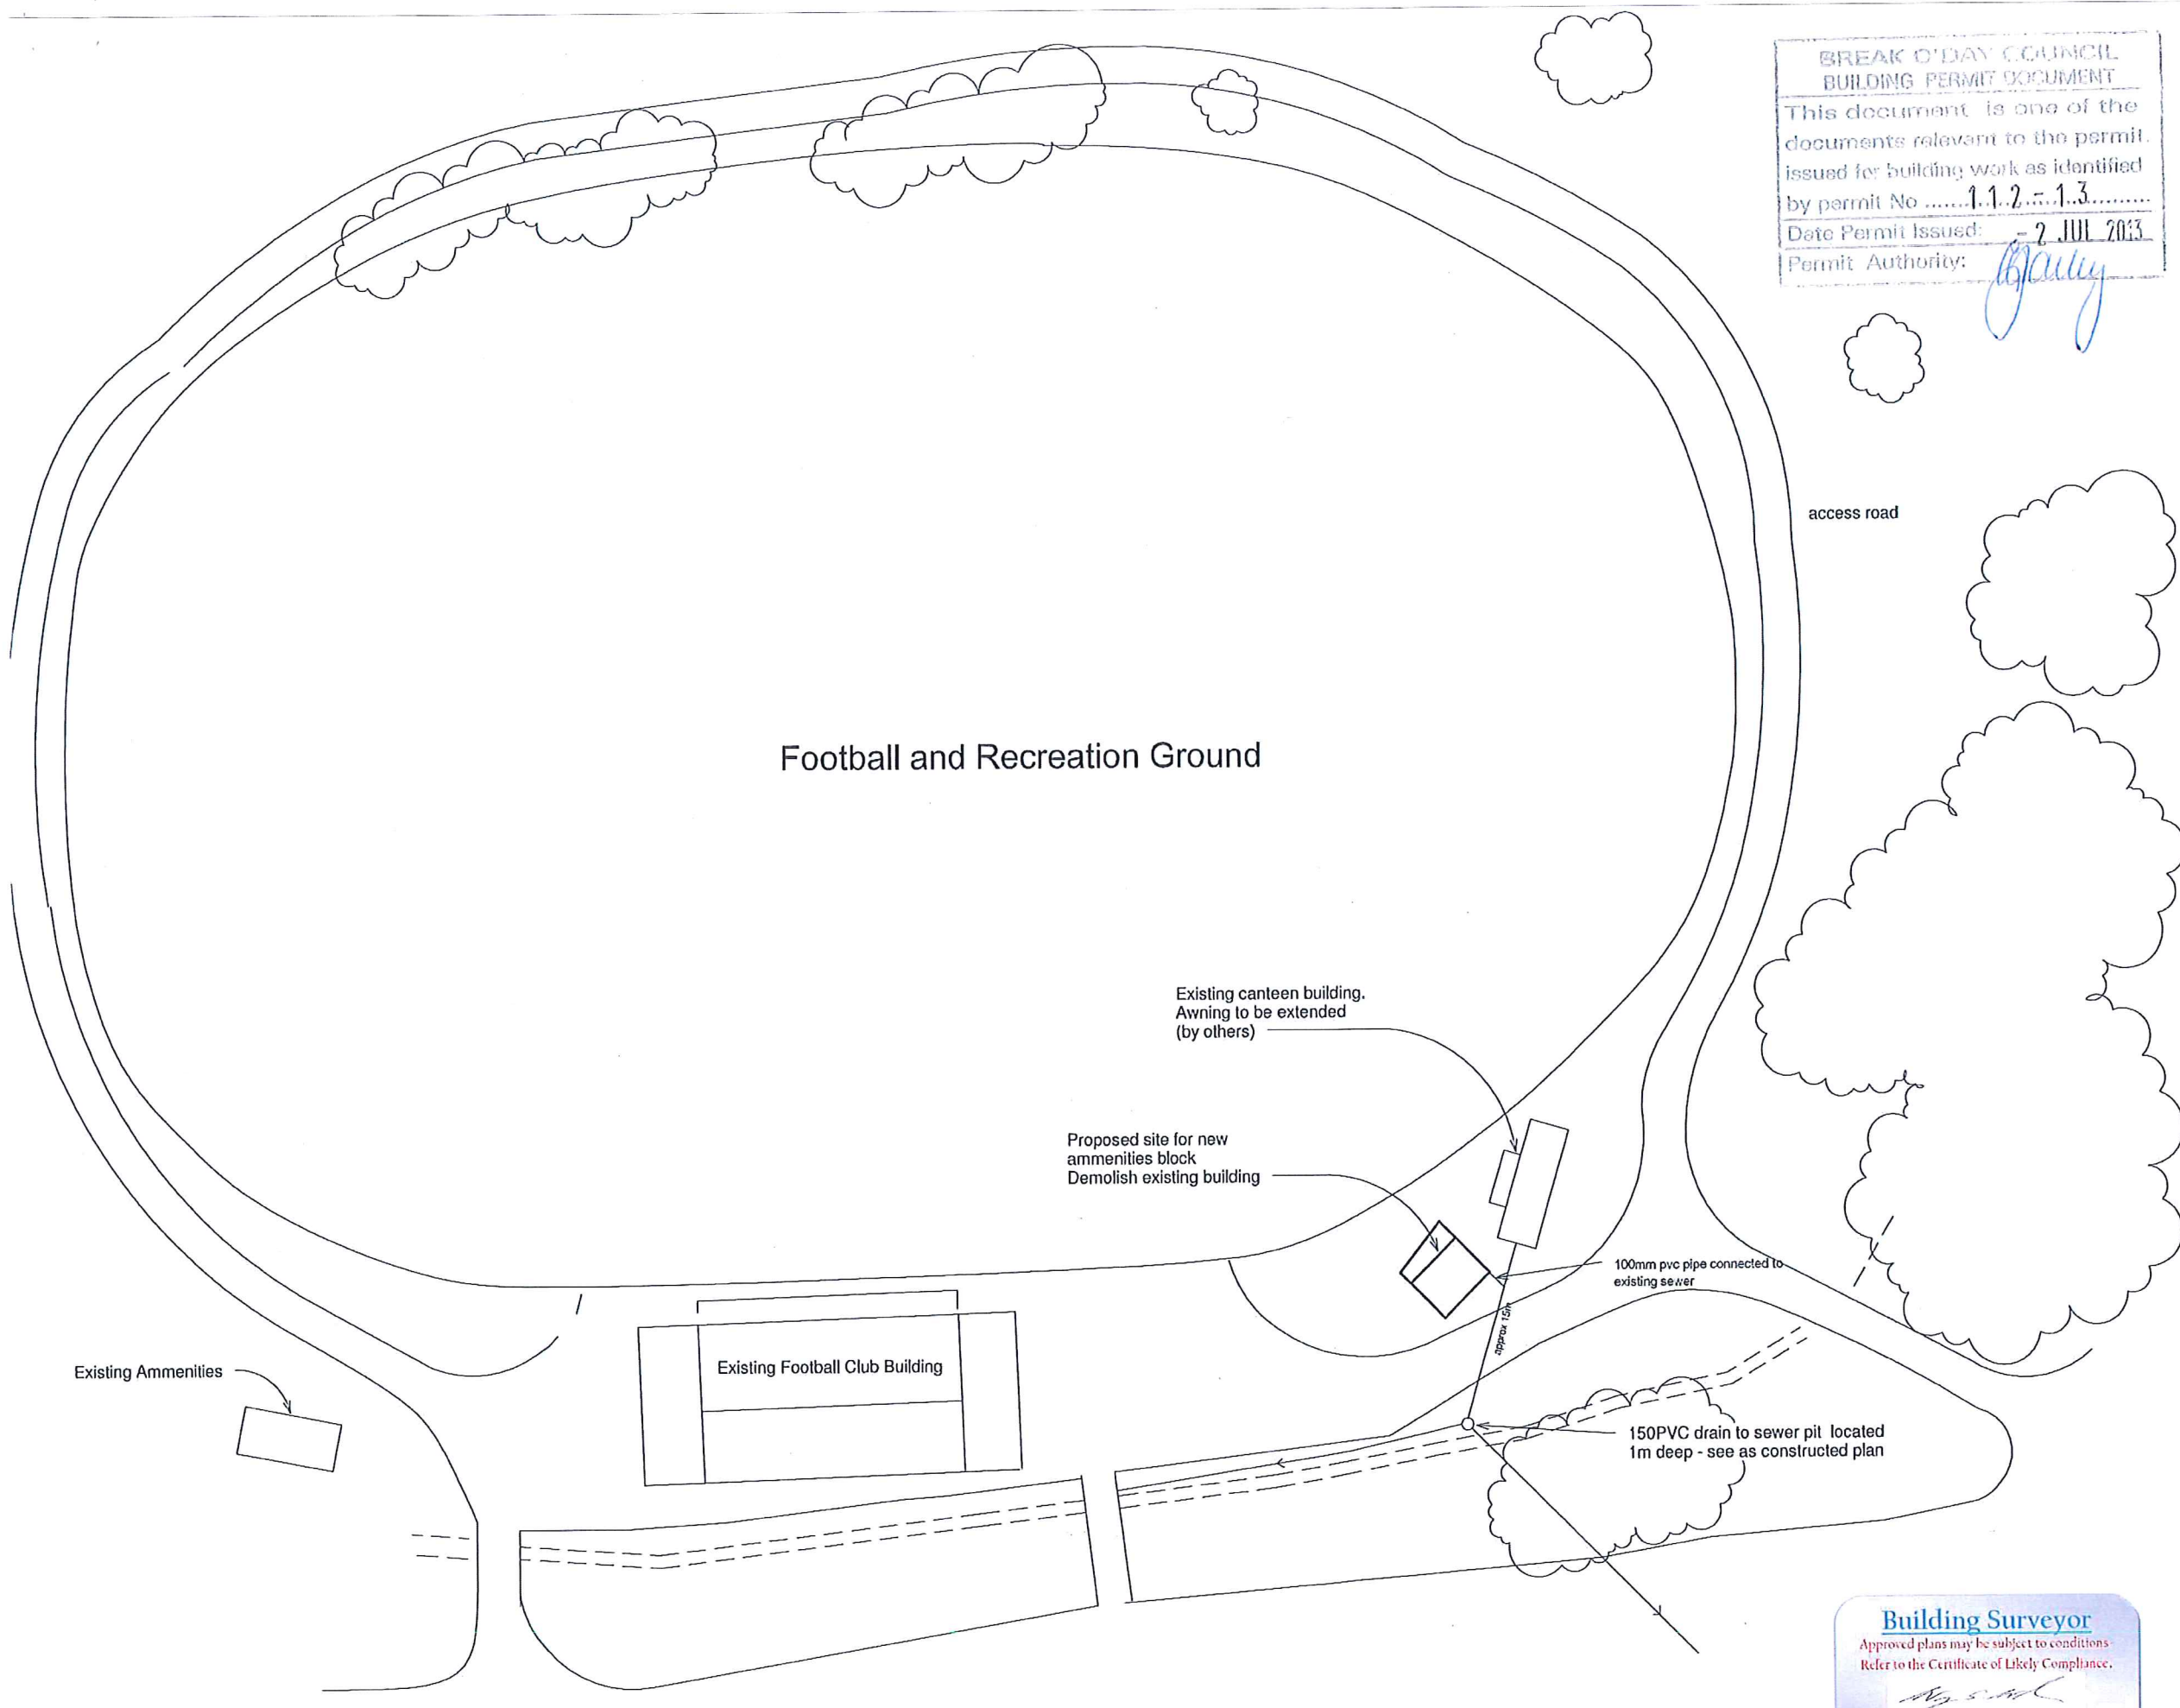 BREAK O'DAY COUNCIL
BUILDING PERMIT DOCUMENT
This document is one of the
documents relevant to the permit.
issued for building work as identified
by permit No .......1.1.2.-.1.3..........
Date Permit Issued: - 2 JUL 2013
Permit Authority:
access road
Football and Recreation Ground
Existing canteen building.
Awning to be extended
(by others)
Proposed site for new
ammenities block
Demolish existing building
100mm pvc pipe connected to
existing sewer
approx 15m
Existing Ammenities
Existing Football Club Building
150PVC drain to sewer pit located
1m deep - see as constructed plan
Building Surveyor
Approved plans may be subject to conditions
Refer to the Certificate of Likely Compliance.